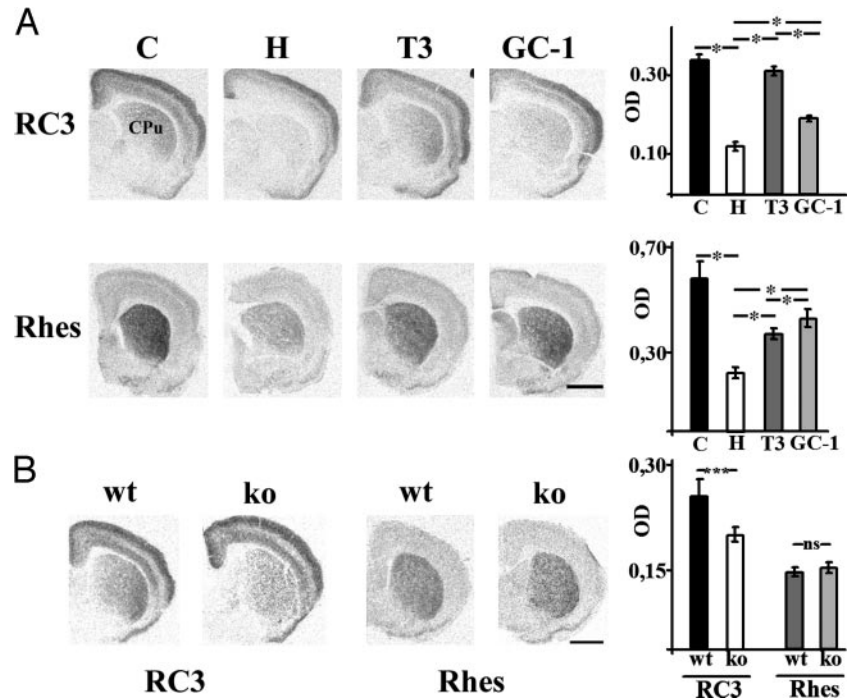 A
C H T3 GC-1
RC3
CPu
* * * *
OD
0.30
0.10
C H T3 GC-1
Rhes
* * * *
OD
0,70
0,30
C H T3 GC-1
B
wt ko wt ko
RC3 Rhes
*** ns
OD
0,30
0,15
wt ko wt ko
RC3 Rhes